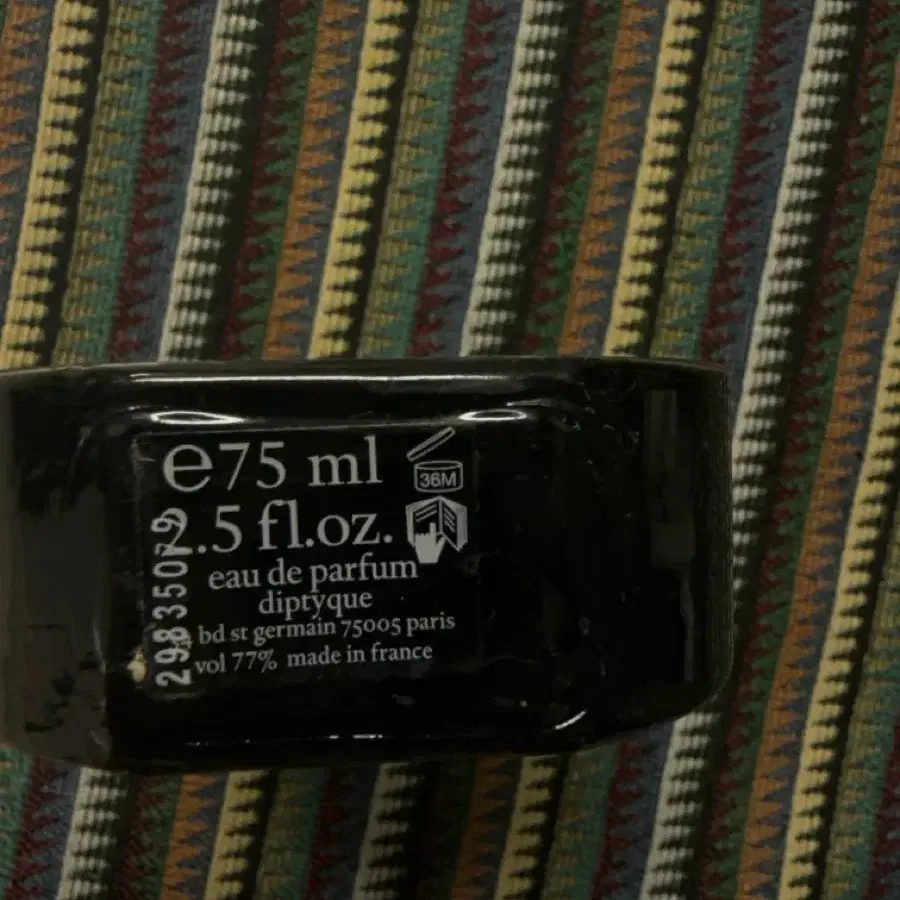 e75 ml
36M
2.5 fl.oz.
eau de parfum
diptyque
bd st germain 75005 paris
vol 77% made in france